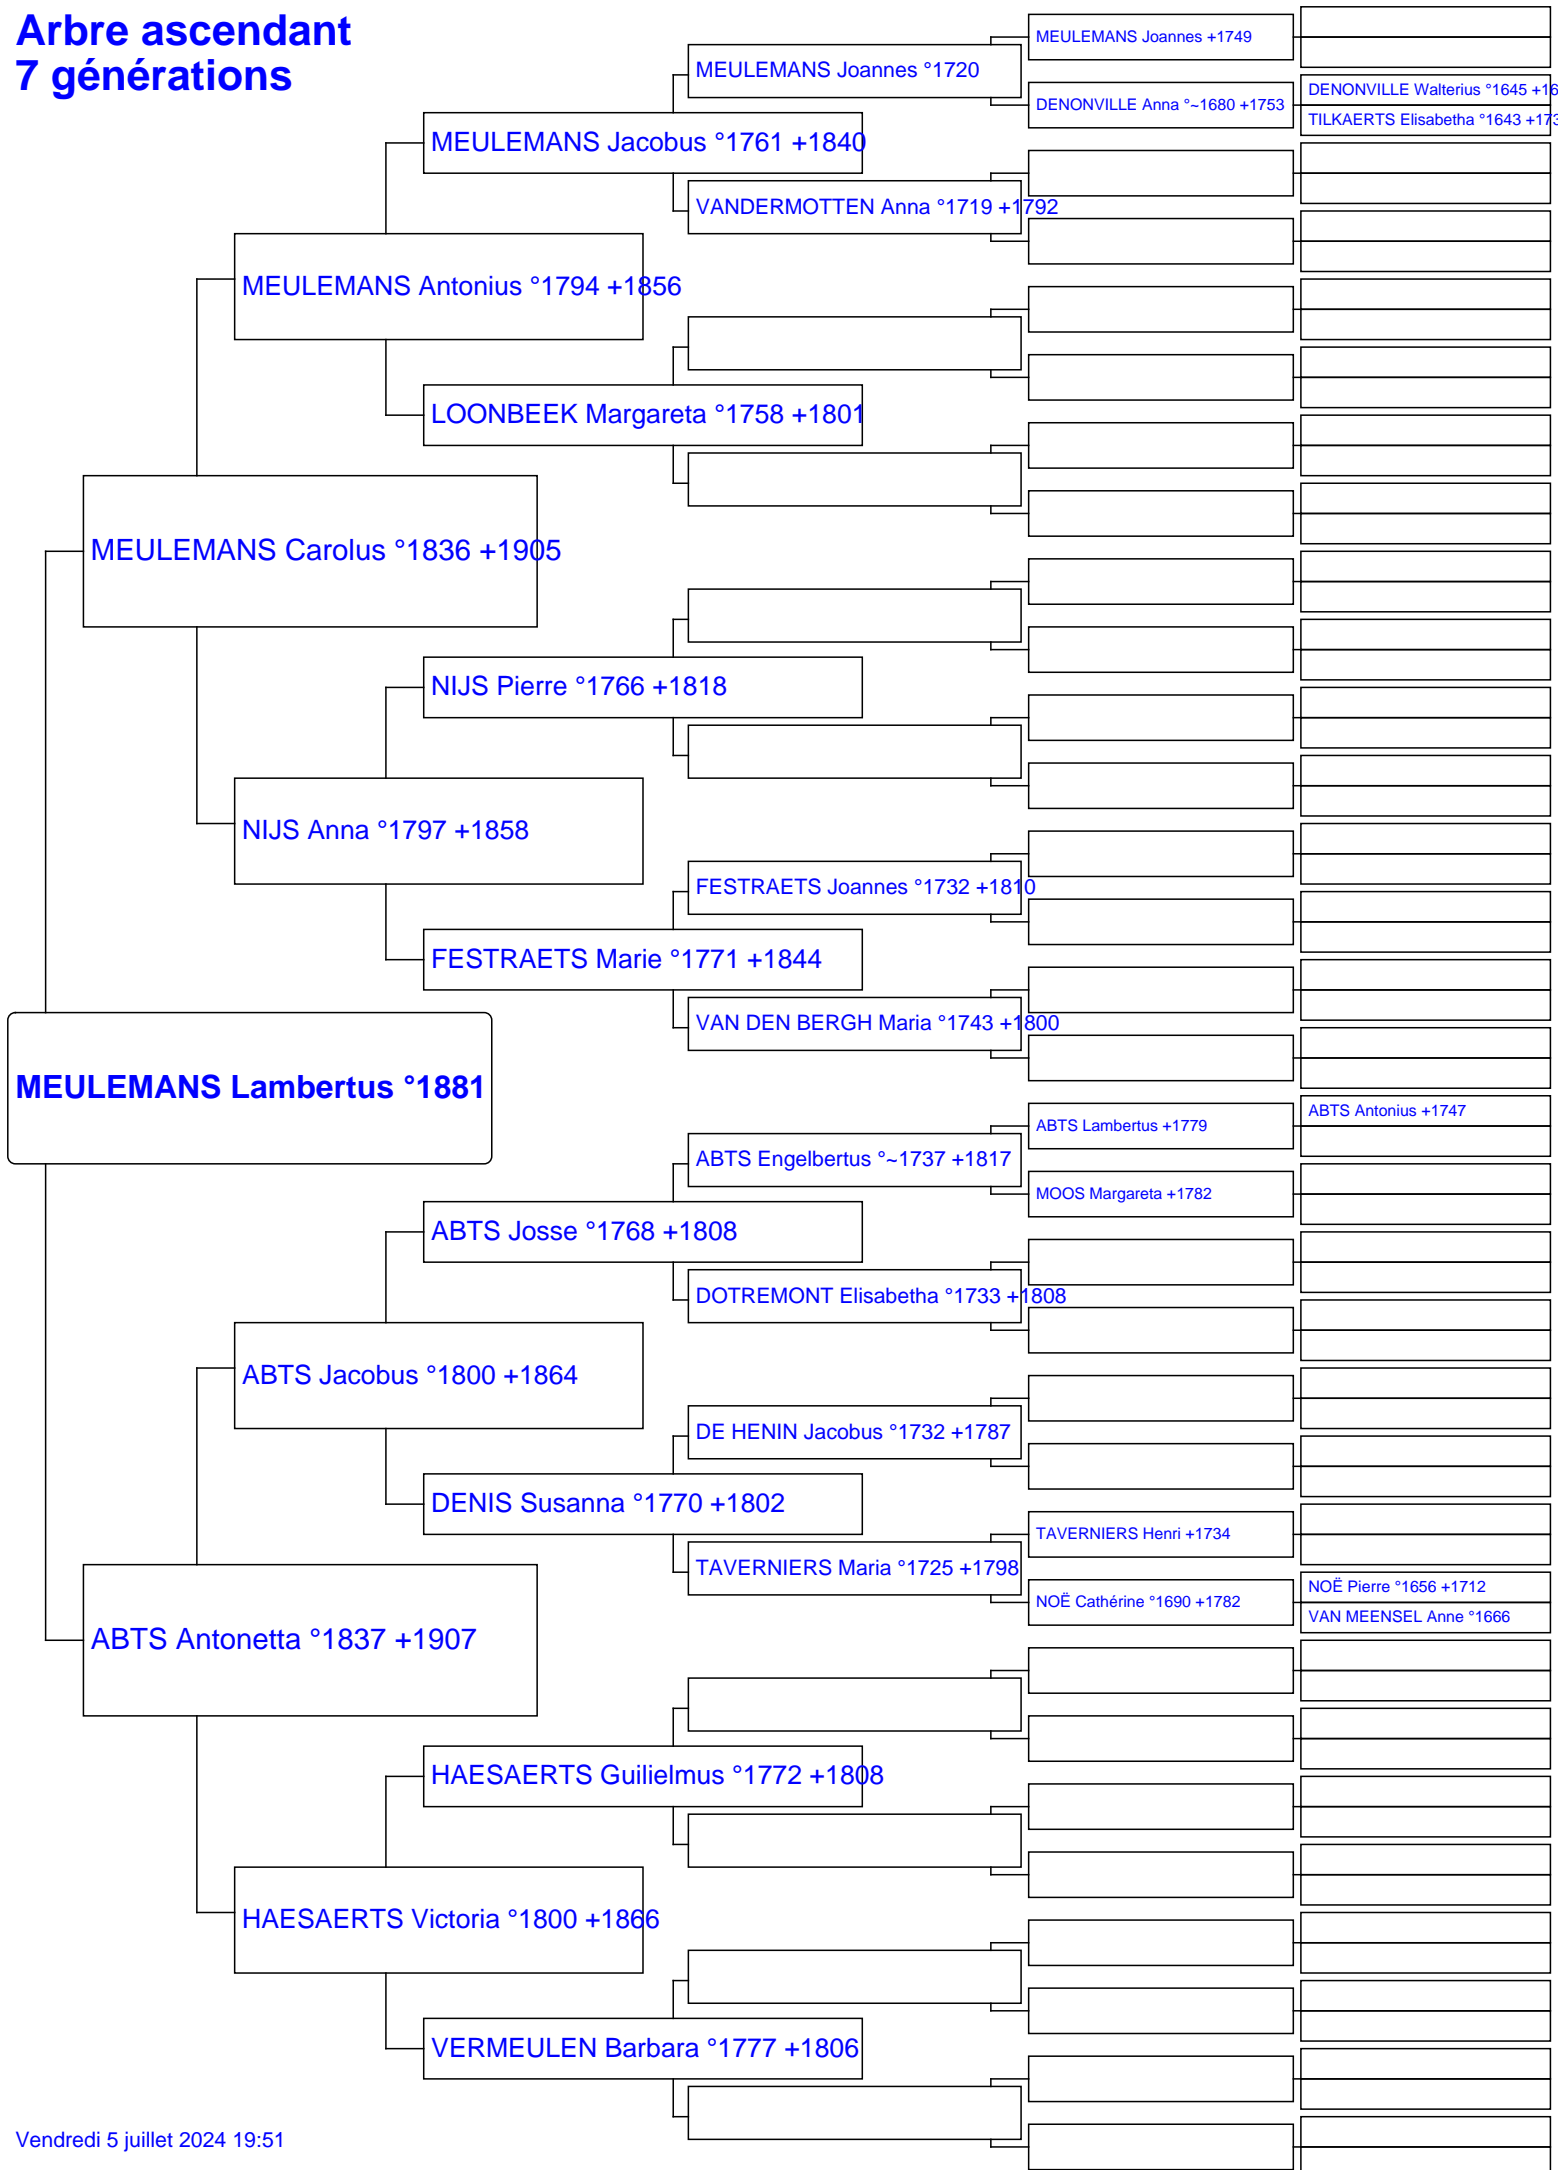 Arbre ascendant
7 générations
MEULEMANS Joannes +1749
MEULEMANS Joannes °1720
DENONVILLE Walterius °1645 +16
DENONVILLE Anna °~1680 +1753
TILKAERTS Elisabetha °1643 +173
MEULEMANS Jacobus °1761 +1840
VANDERMOTTEN Anna °1719 +1792
MEULEMANS Antonius °1794 +1856
LOONBEEK Margareta °1758 +1801
MEULEMANS Carolus °1836 +1905
NIJS Pierre °1766 +1818
NIJS Anna °1797 +1858
FESTRAETS Joannes °1732 +1810
FESTRAETS Marie °1771 +1844
VAN DEN BERGH Maria °1743 +1800
MEULEMANS Lambertus °1881
ABTS Antonius +1747
ABTS Lambertus +1779
ABTS Engelbertus °~1737 +1817
MOOS Margareta +1782
ABTS Josse °1768 +1808
DOTREMONT Elisabetha °1733 +1808
ABTS Jacobus °1800 +1864
DE HENIN Jacobus °1732 +1787
DENIS Susanna °1770 +1802
TAVERNIERS Henri +1734
TAVERNIERS Maria °1725 +1798
NOË Pierre °1656 +1712
NOË Cathérine °1690 +1782
VAN MEENSEL Anne °1666
ABTS Antonetta °1837 +1907
HAESAERTS Guilielmus °1772 +1808
HAESAERTS Victoria °1800 +1866
VERMEULEN Barbara °1777 +1806
Vendredi 5 juillet 2024 19:51